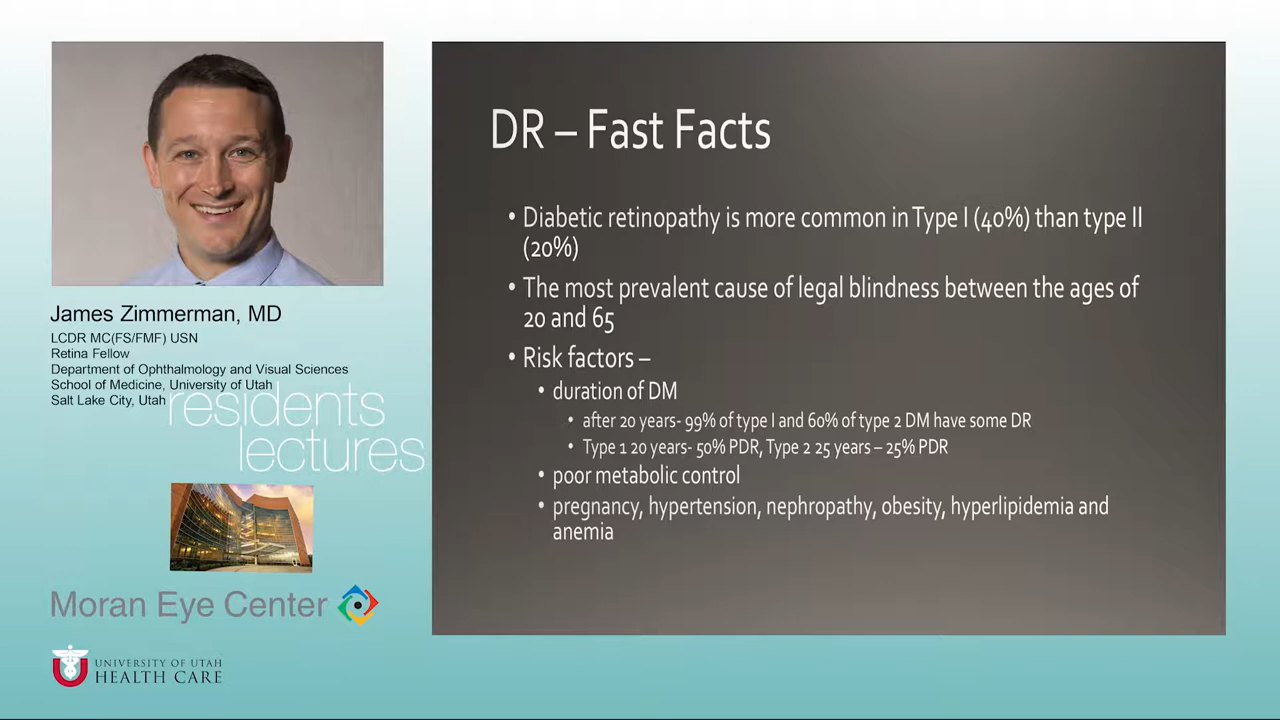 James Zimmerman, MD
LCDR MC(FS/FMF) USN
Retina Fellow
Department of Ophthalmology and Visual Sciences
School of Medicine, University of Utah
Salt Lake City, Utah
residents
lectures
Moran Eye Center
UNIVERSITY OF UTAH
HEALTH CARE
DR – Fast Facts
• Diabetic retinopathy is more common in Type I (40%) than type II
(20%)
• The most prevalent cause of legal blindness between the ages of
20 and 65
• Risk factors –
• duration of DM
• after 20 years- 99% of type I and 60% of type 2 DM have some DR
• Type 1 20 years- 50% PDR, Type 2 25 years – 25% PDR
• poor metabolic control
• pregnancy, hypertension, nephropathy, obesity, hyperlipidemia and
anemia